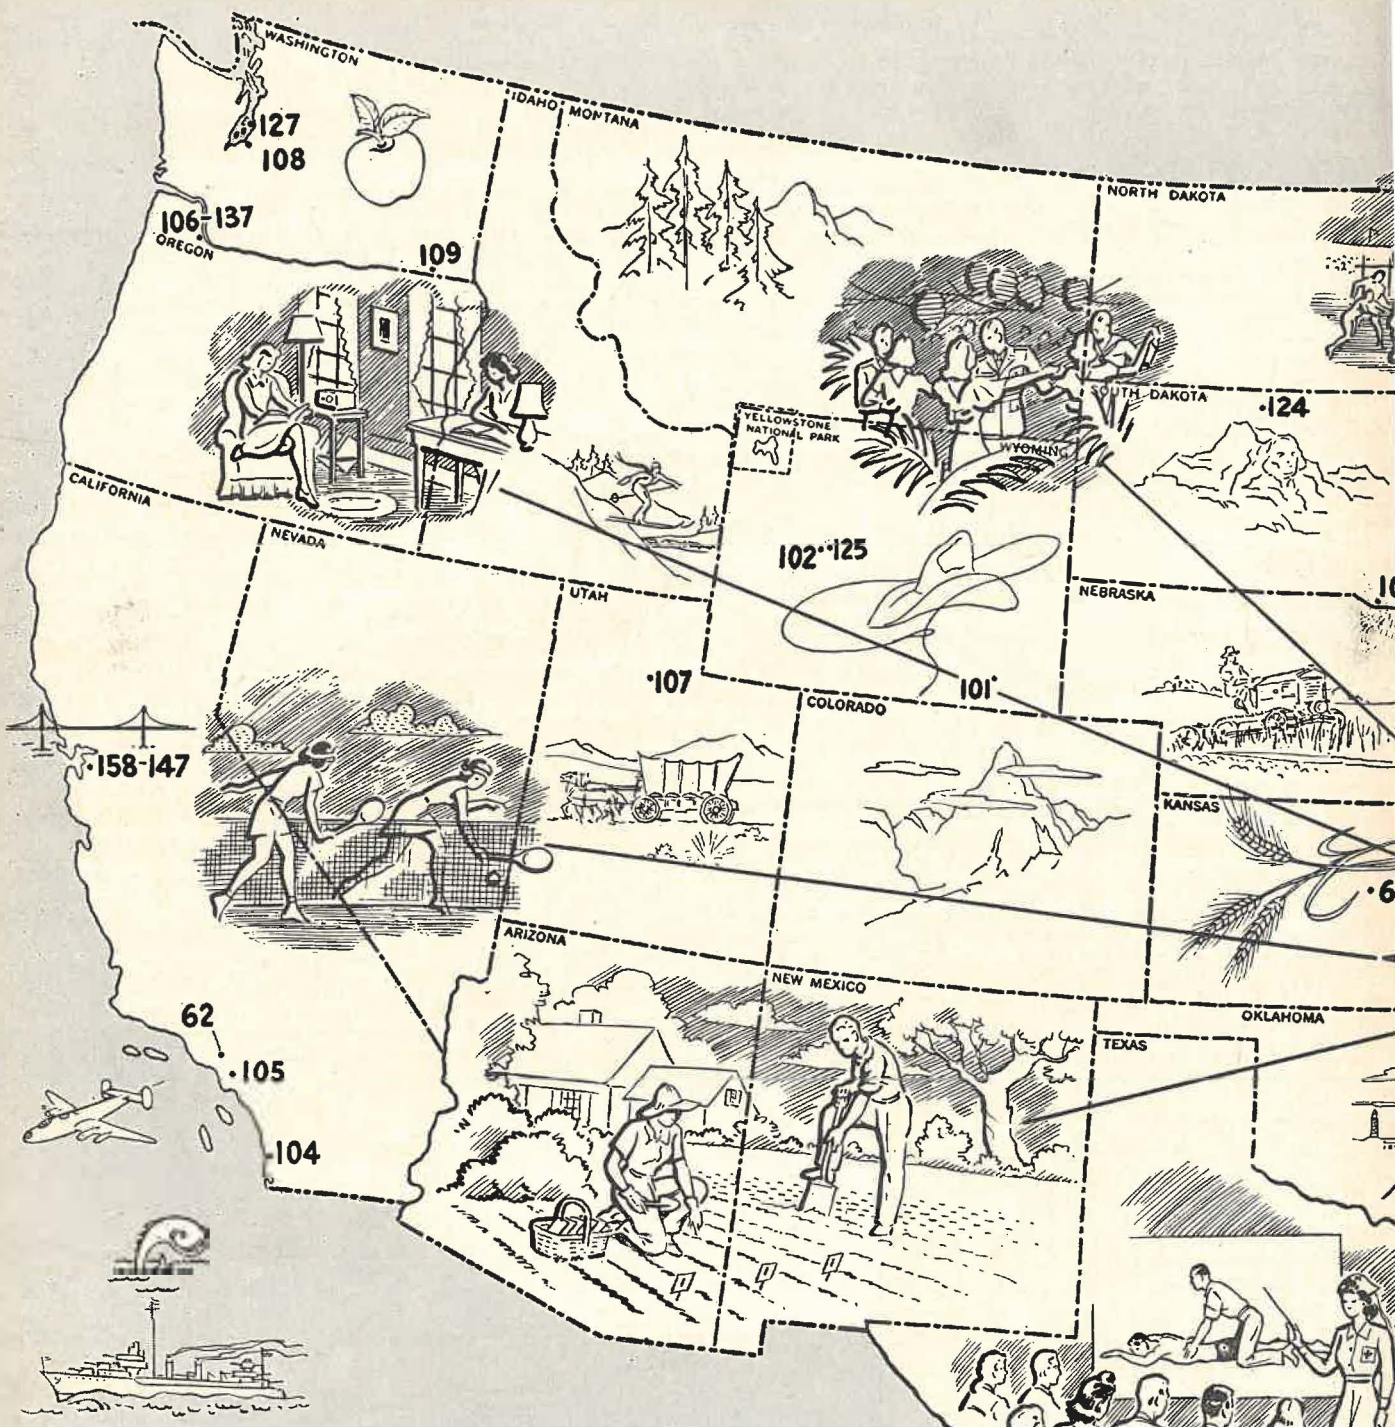 WASHINGTON
IDAHO
MONTANA
NORTH DAKOTA
127
108
106-137
OREGON
109
SOUTH DAKOTA
124
YELLOWSTONE
NATIONAL PARK
WYOMING
CALIFORNIA
NEVADA
102
125
UTAH
NEBRASKA
10
107
101
COLORADO
158-147
KANSAS
6
ARIZONA
NEW MEXICO
OKLAHOMA
TEXAS
62
105
104